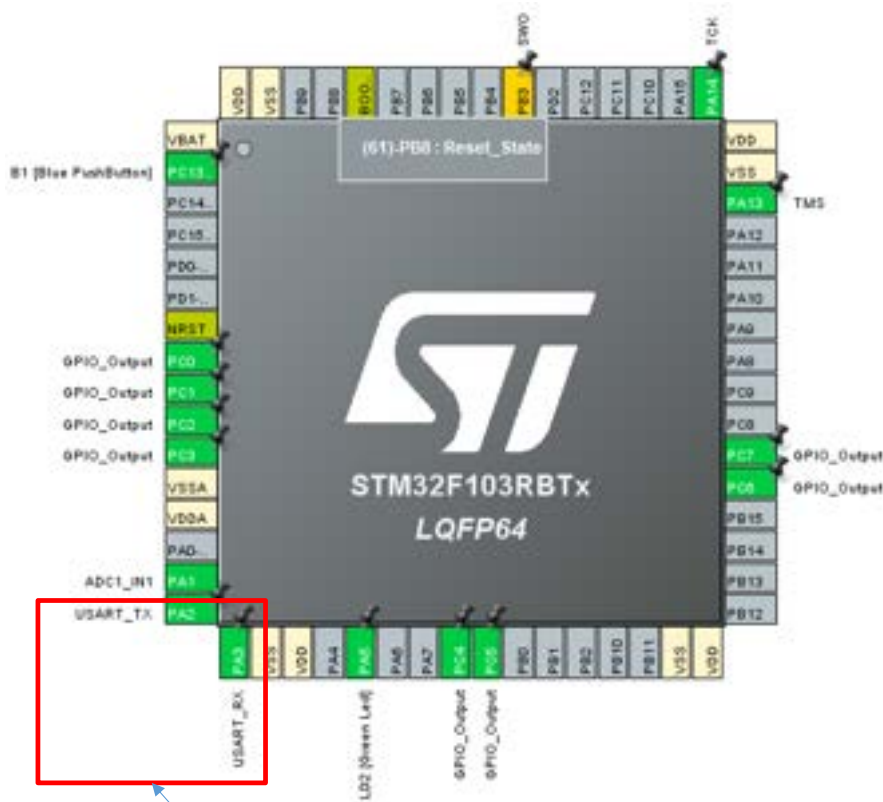 SWO
TCK
VDD
VSS
PB9
PB8
BOO..
PB7
PB6
PB5
PB4
PB3
PD2
PC12
PC11
PC10
PA15
PA14
VBAT
(61)-PB8 : Reset_State
VDD
B1 [Blue PushButton]
PC13..
VSS
PC14..
PA13
TMS
PC15..
PA12
PD0-..
PA11
PD1-..
PA10
NRST
PA9
GPIO_Output
PC0
PA8
GPIO_Output
PC1
PC9
GPIO_Output
PC2
PC8
GPIO_Output
PC3
PC7
GPIO_Output
VSSA
STM32F103RBTx
PC6
GPIO_Output
VDDA
LQFP64
PB15
PA0-..
PB14
ADC1_IN1
PA1
PB13
USART_TX
PA2
PB12
PA3
VSS
VDD
PA4
PA5
PA6
PA7
PC4
PC5
PB0
PB1
PB2
PB10
PB11
VSS
VDD
USART_RX
LD2 [Green Led]
GPIO_Output
GPIO_Output